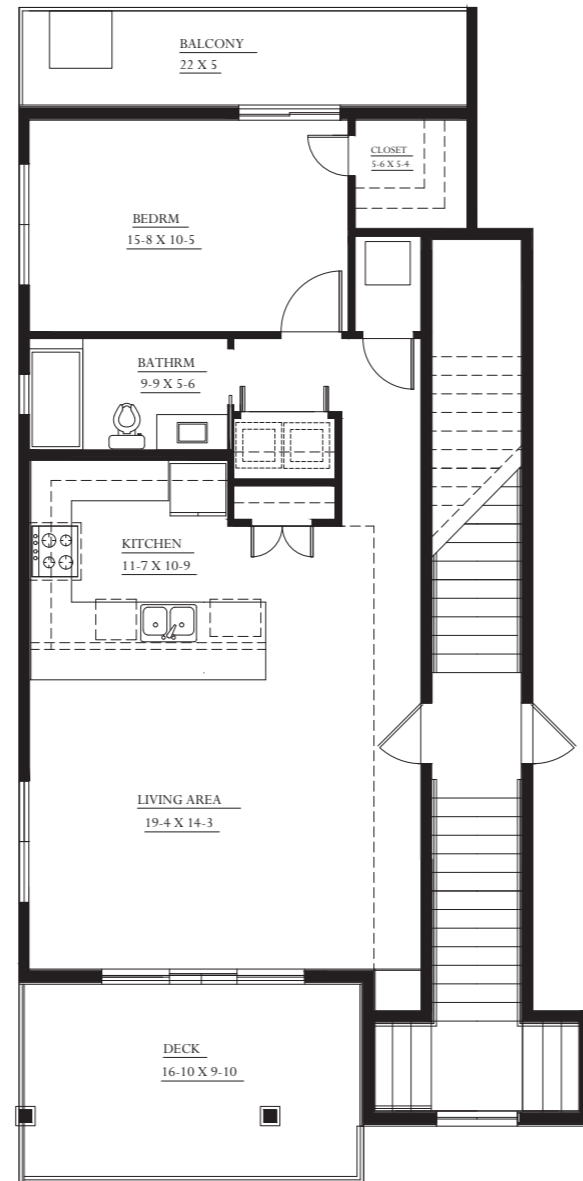 BALCONY
22 X 5
CLOSET
5-6 X 5-4
BEDRM
15-8 X 10-5
BATHRM
9-9 X 5-6
KITCHEN
11-7 X 10-9
LIVING AREA
19-4 X 14-3
DECK
16-10 X 9-10